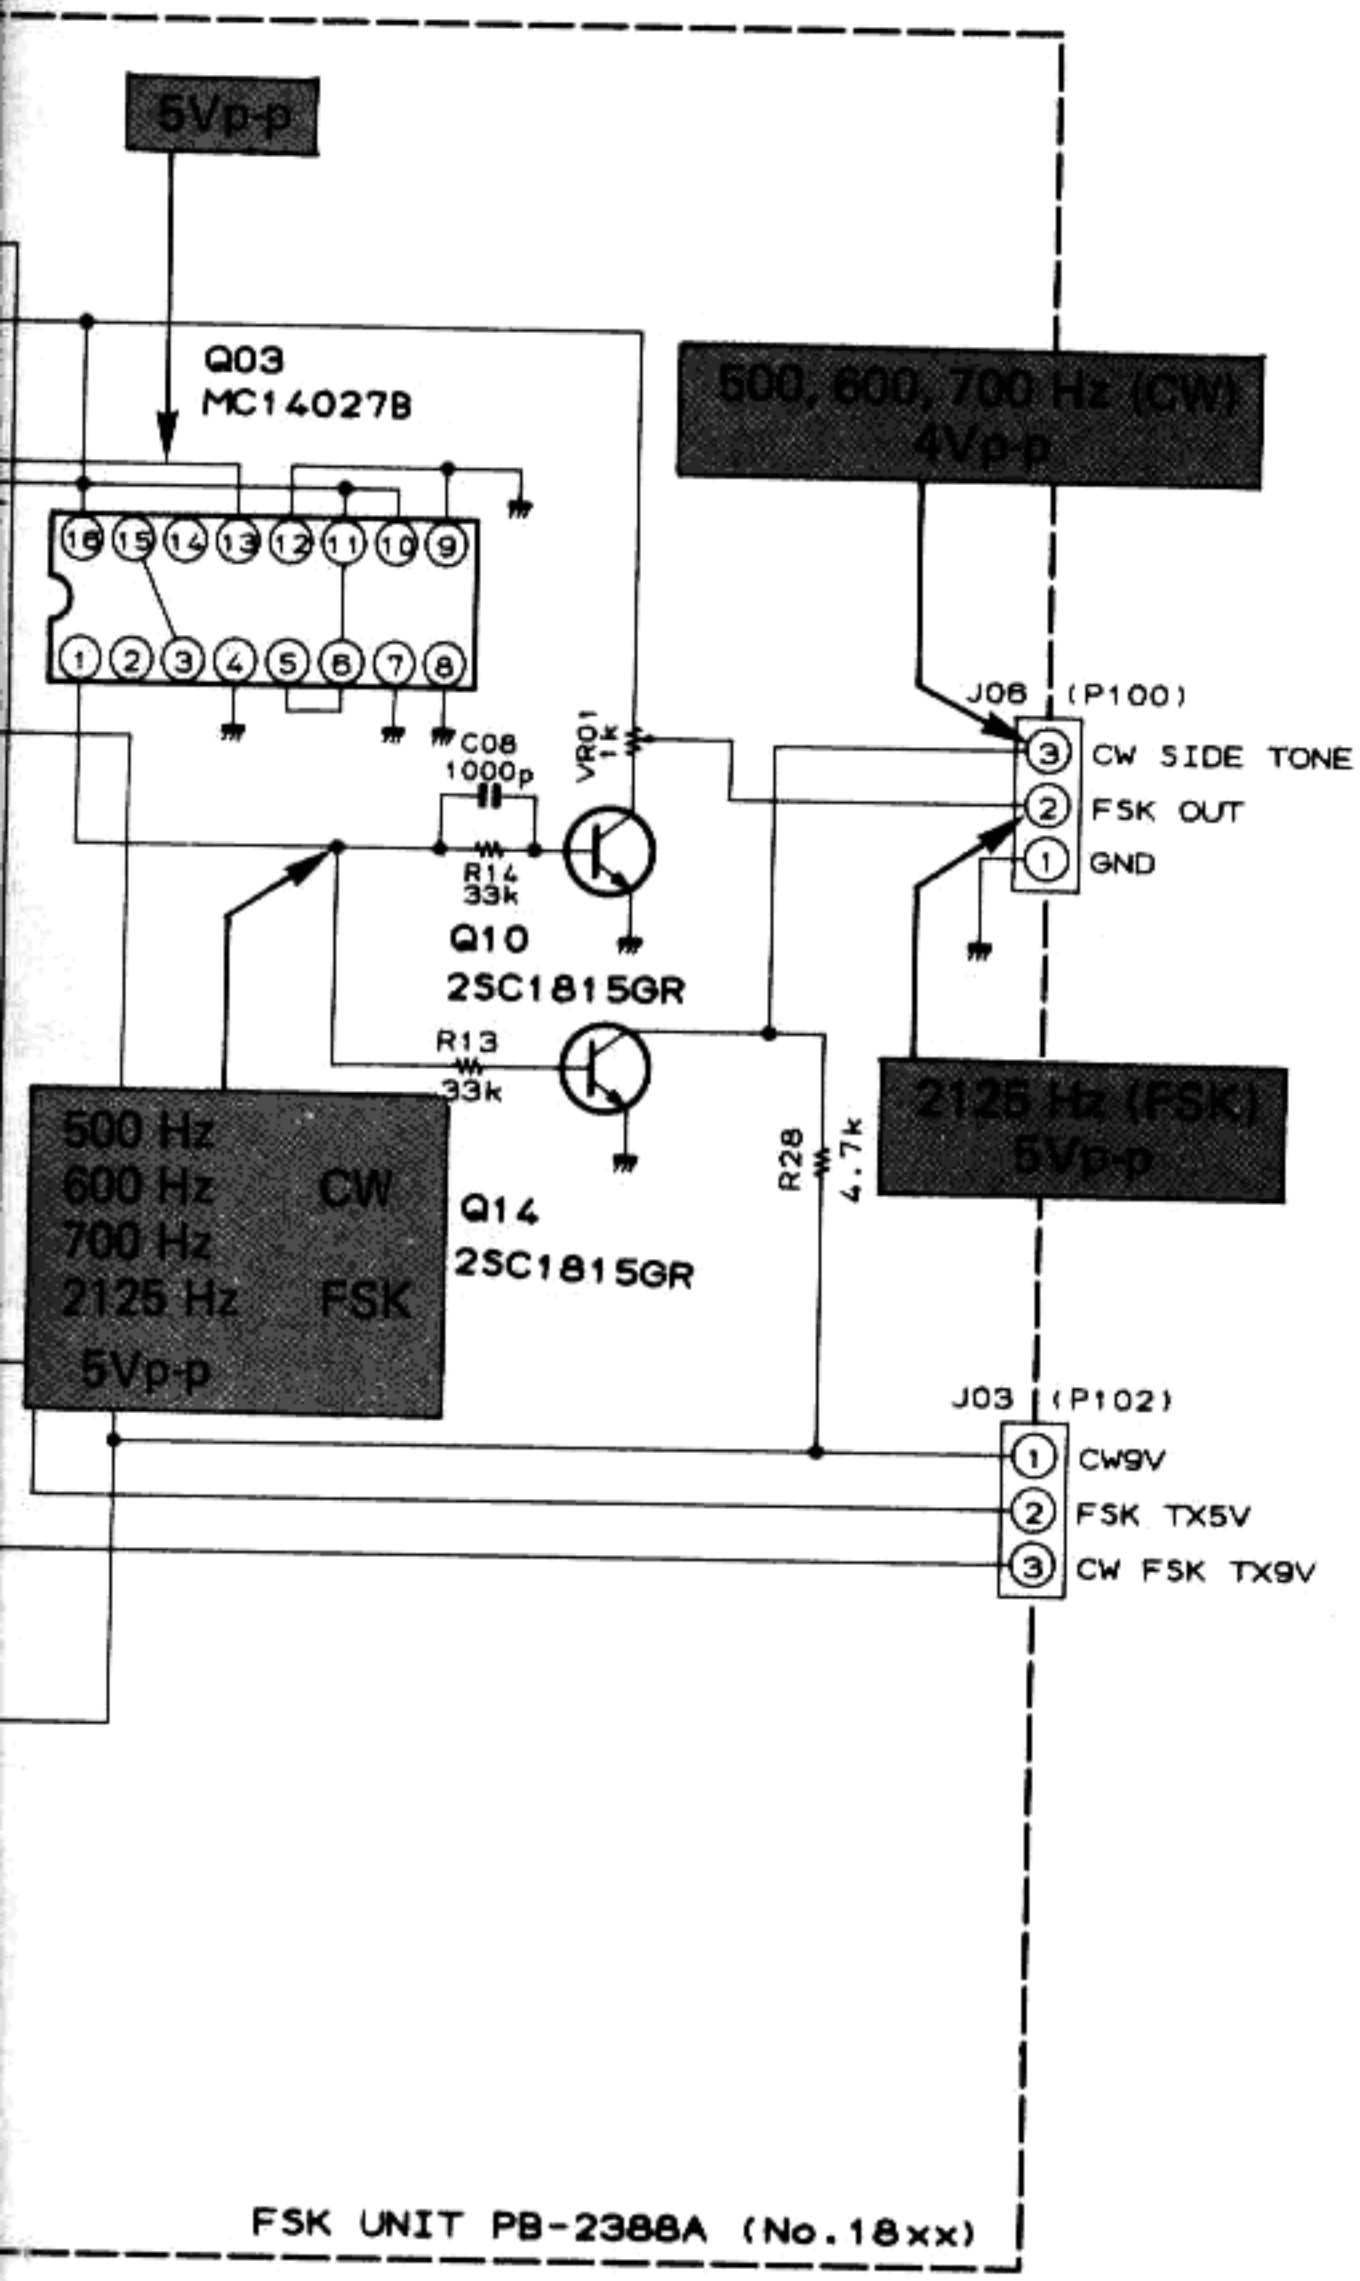 5Vp-p
Q03
MC14027B
500, 600, 700 Hz (CW)
4Vp-p
16 15 14 13 12 11 10 9
1 2 3 4 5 6 7 8
J06 (P100)
VR01
1k
C08
1000p
3 CW SIDE TONE
2 FSK OUT
1 GND
R14
33k
Q10
2SC1815GR
R13
33k
2125 Hz (FSK)
5Vp-p
500 Hz
600 Hz CW
700 Hz
2125 Hz FSK
5Vp-p
R28
4.7k
Q14
2SC1815GR
J03 (P102)
1 CW9V
2 FSK TX5V
3 CW FSK TX9V
FSK UNIT PB-2388A (No.18xx)